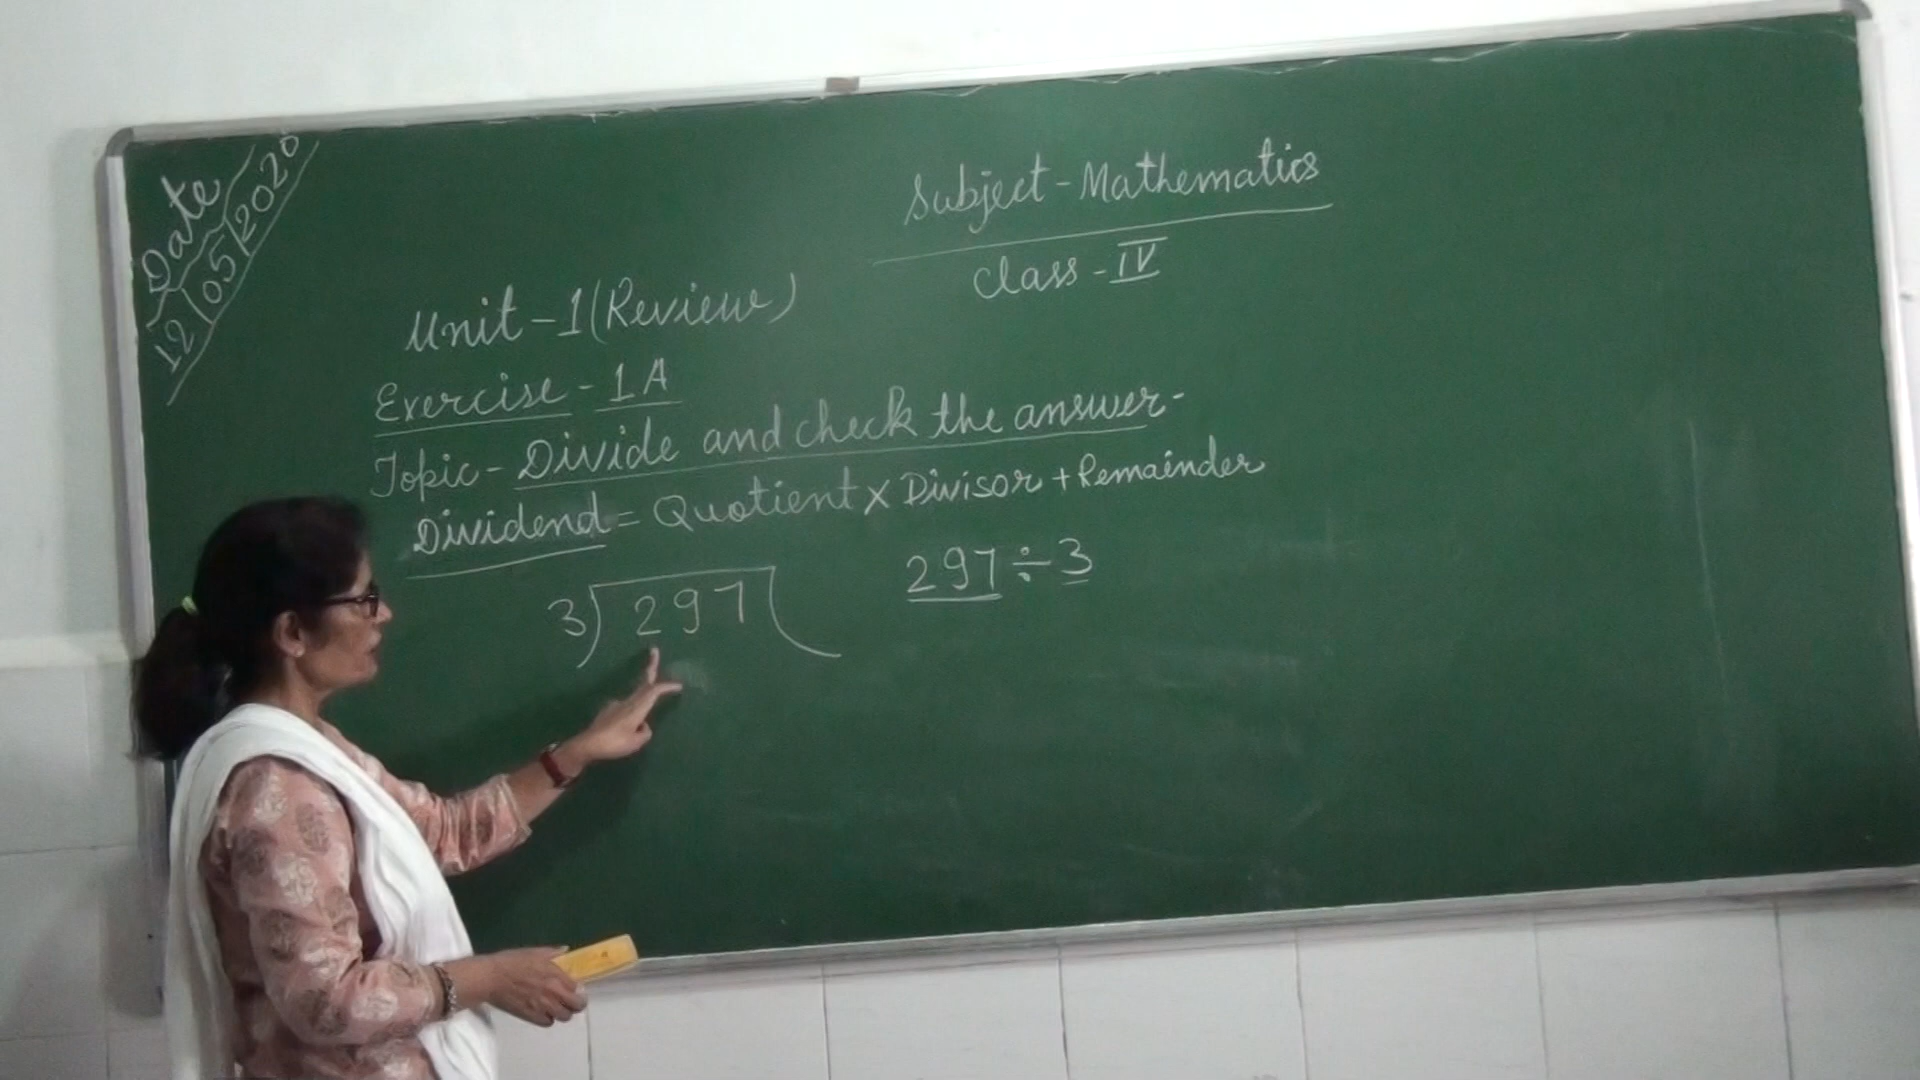 Date
12/05/2020
Subject - Mathematics
Class - IV
Unit - 1 (Review)
Exercise - 1A
Topic - Divide and check the answer -
Dividend = Quotient × Divisor + Remainder
297 ÷ 3
3) 297 (